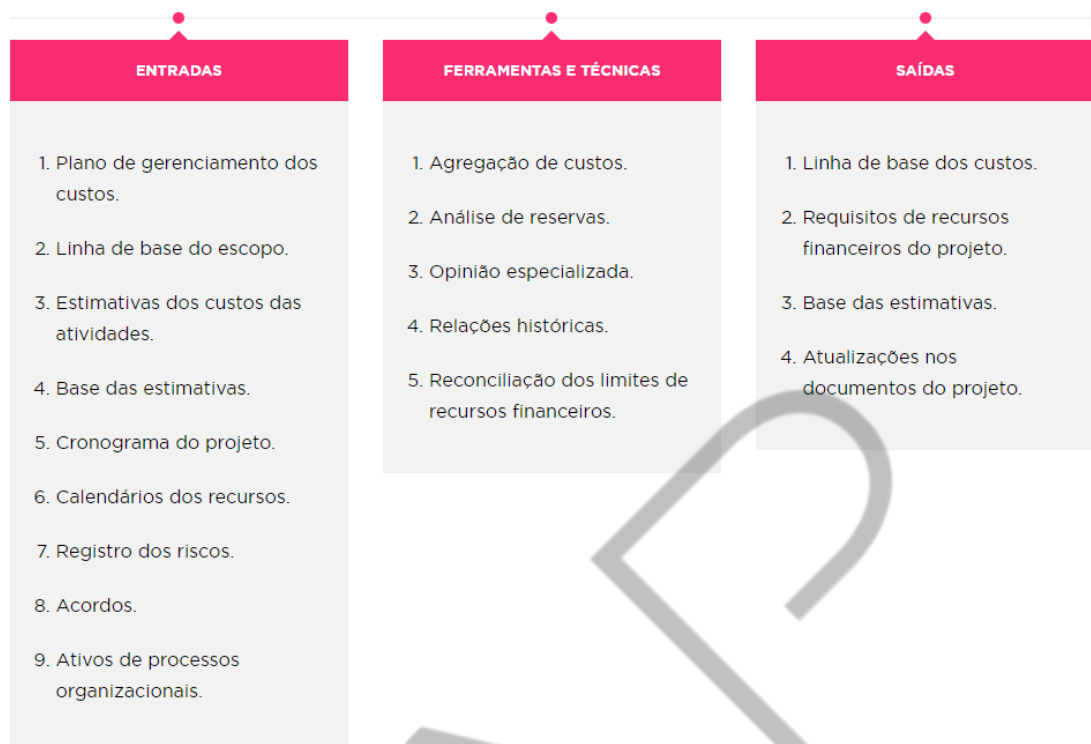 ENTRADAS
1. Plano de gerenciamento dos
custos.
2. Linha de base do escopo.
3. Estimativas dos custos das
atividades.
4. Base das estimativas.
5. Cronograma do projeto.
6. Calendários dos recursos.
7. Registro dos riscos.
8. Acordos.
9. Ativos de processos
organizacionais.
FERRAMENTAS E TÉCNICAS
1. Agregação de custos.
2. Análise de reservas.
3. Opinião especializada.
4. Relações históricas.
5. Reconciliação dos limites de
recursos financeiros.
SAÍDAS
1. Linha de base dos custos.
2. Requisitos de recursos
financeiros do projeto.
3. Base das estimativas.
4. Atualizações nos
documentos do projeto.